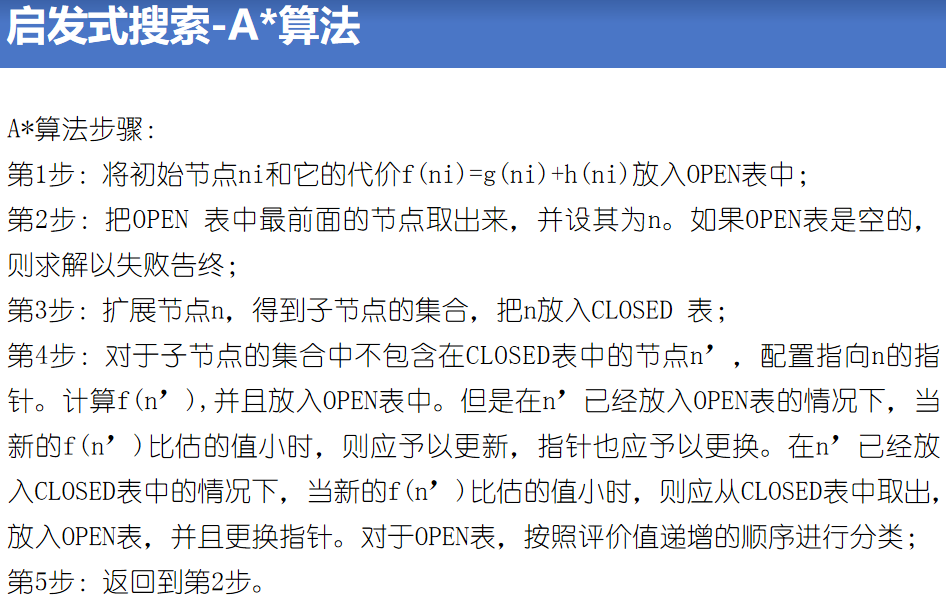 启发式搜索-A*算法
A*算法步骤:
第1步: 将初始节点ni和它的代价f(ni)=g(ni)+h(ni)放入OPEN表中;
第2步: 把OPEN 表中最前面的节点取出来, 并设其为n。如果OPEN表是空的,
则求解以失败告终;
第3步: 扩展节点n, 得到子节点的集合, 把n放入CLOSED 表;
第4步: 对于子节点的集合中不包含在CLOSED表中的节点n’, 配置指向n的指
针。计算f(n’),并且放入OPEN表中。但是在n’已经放入OPEN表的情况下, 当
新的f(n’)比估的值小时, 则应予以更新, 指针也应予以更换。在n’已经放
入CLOSED表中的情况下, 当新的f(n’)比估的值小时, 则应从CLOSED表中取出,
放入OPEN表, 并且更换指针。对于OPEN表, 按照评价值递增的顺序进行分类;
第5步: 返回到第2步。